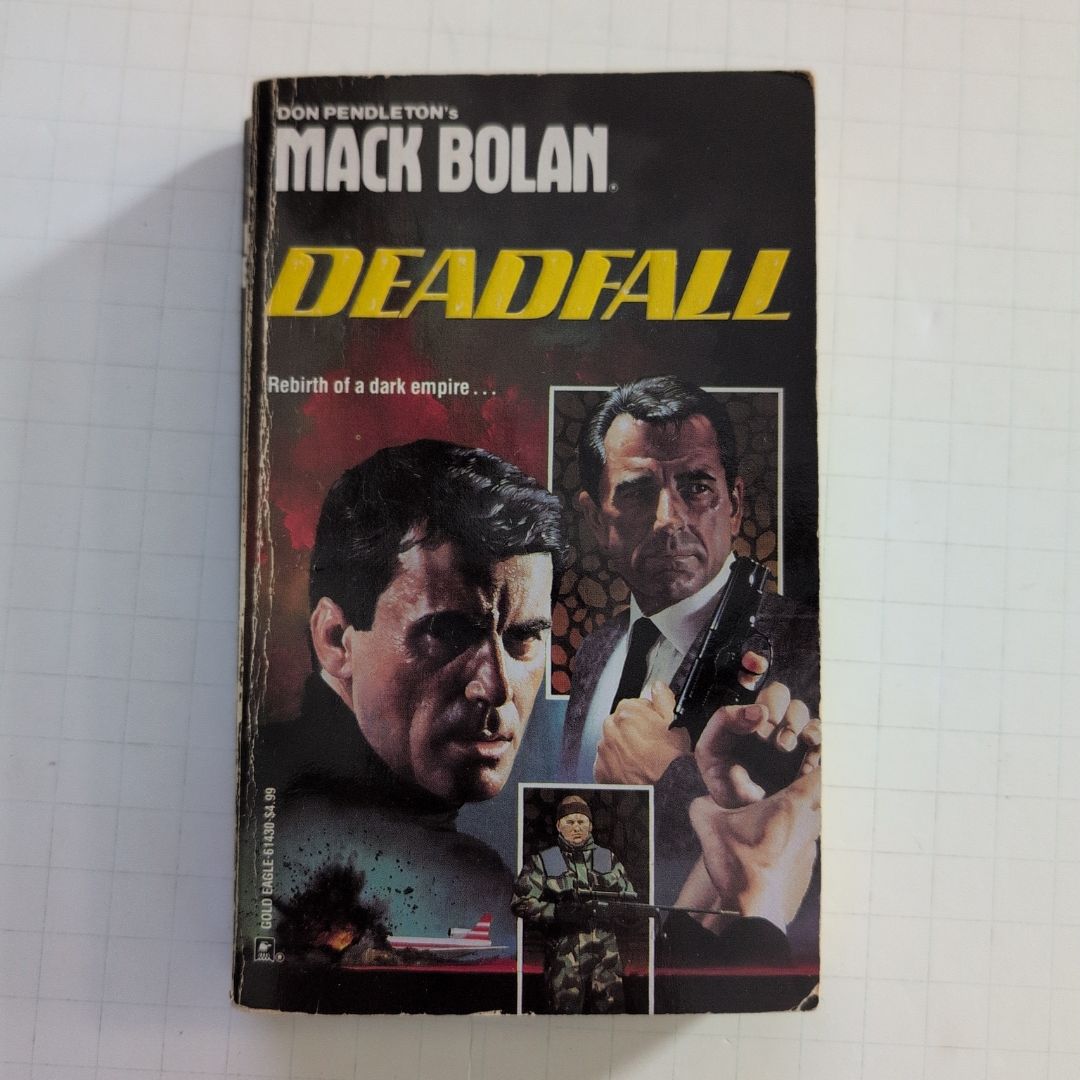 DON PENDLETON's
MACK BOLAN®
DEADFALL
Rebirth of a dark empire...
GOLD EAGLE·61430·$4.99
®